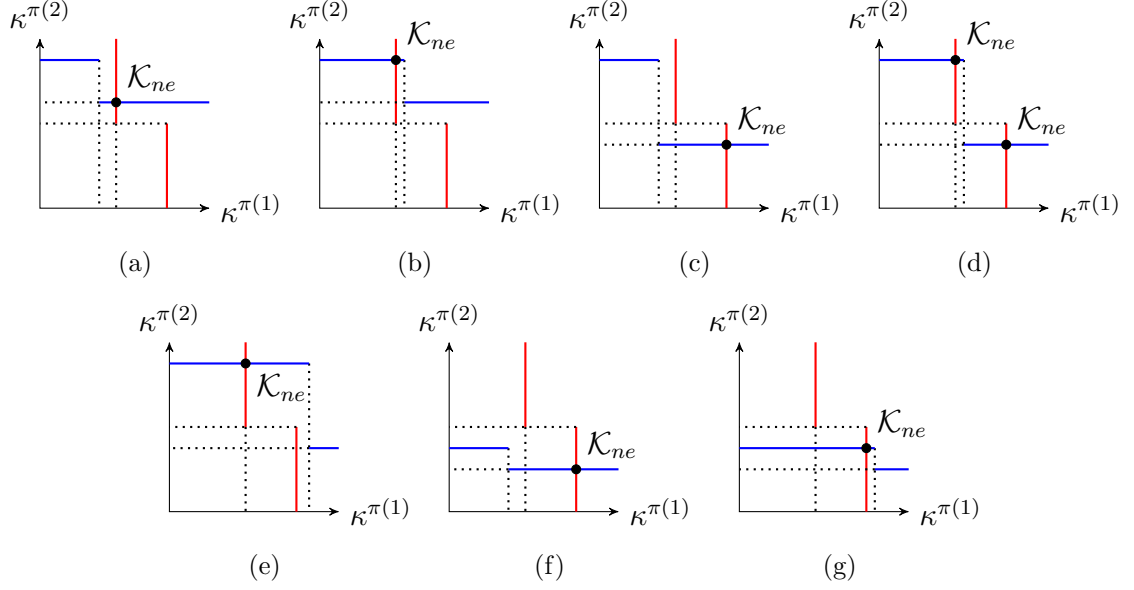 κ^{π(2)} κ^{π(2)} κ^{π(2)} κ^{π(2)}
𝒦_{ne} 𝒦_{ne} 𝒦_{ne} 𝒦_{ne} 𝒦_{ne}
κ^{π(1)} κ^{π(1)} κ^{π(1)} κ^{π(1)}
(a) (b) (c) (d)
κ^{π(2)} κ^{π(2)} κ^{π(2)}
𝒦_{ne} 𝒦_{ne} 𝒦_{ne}
κ^{π(1)} κ^{π(1)} κ^{π(1)}
(e) (f) (g)